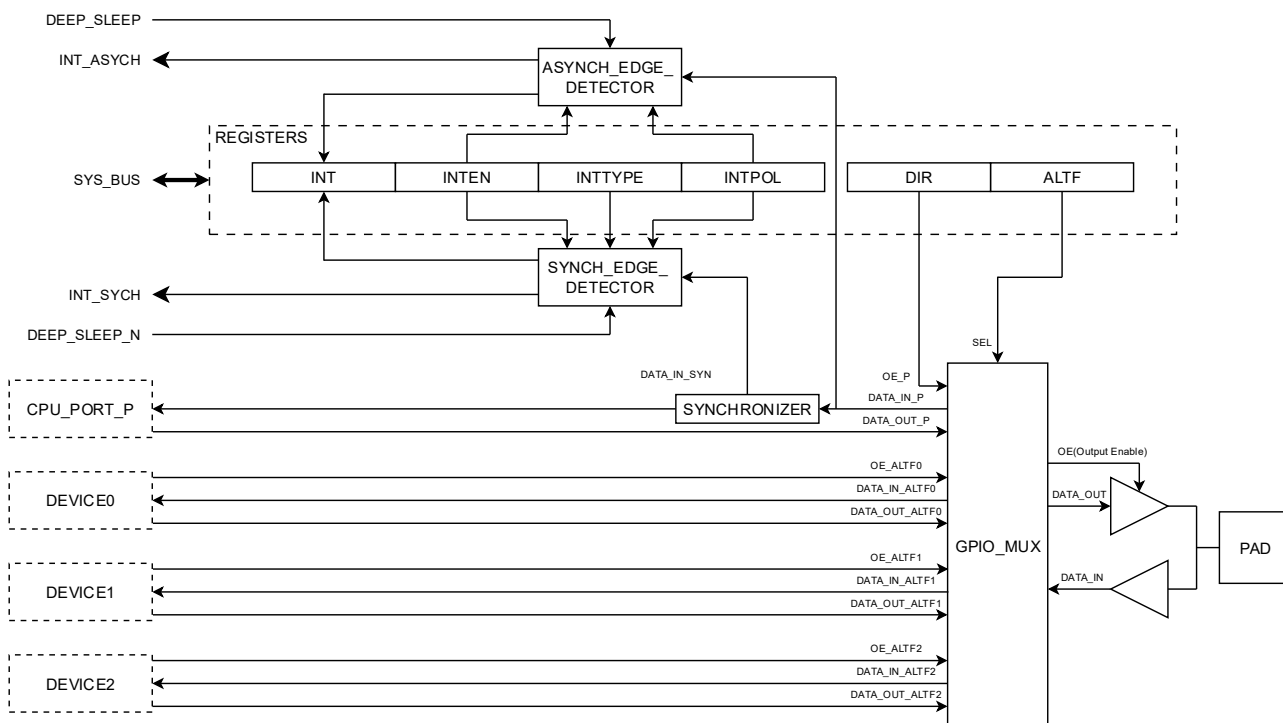 DEEP_SLEEP
INT_ASYCH
ASYNCH_EDGE_
DETECTOR
REGISTERS
SYS_BUS
INT
INTEN
INTTYPE
INTPOL
DIR
ALTF
SYNCH_EDGE_
DETECTOR
INT_SYCH
DEEP_SLEEP_N
SEL
DATA_IN_SYN
OE_P
CPU_PORT_P
SYNCHRONIZER
DATA_IN_P
DATA_OUT_P
OE(Output Enable)
OE_ALTF0
DEVICE0
DATA_IN_ALTF0
DATA_OUT
DATA_OUT_ALTF0
GPIO_MUX
PAD
OE_ALTF1
DEVICE1
DATA_IN_ALTF1
DATA_IN
DATA_OUT_ALTF1
OE_ALTF2
DEVICE2
DATA_IN_ALTF2
DATA_OUT_ALTF2